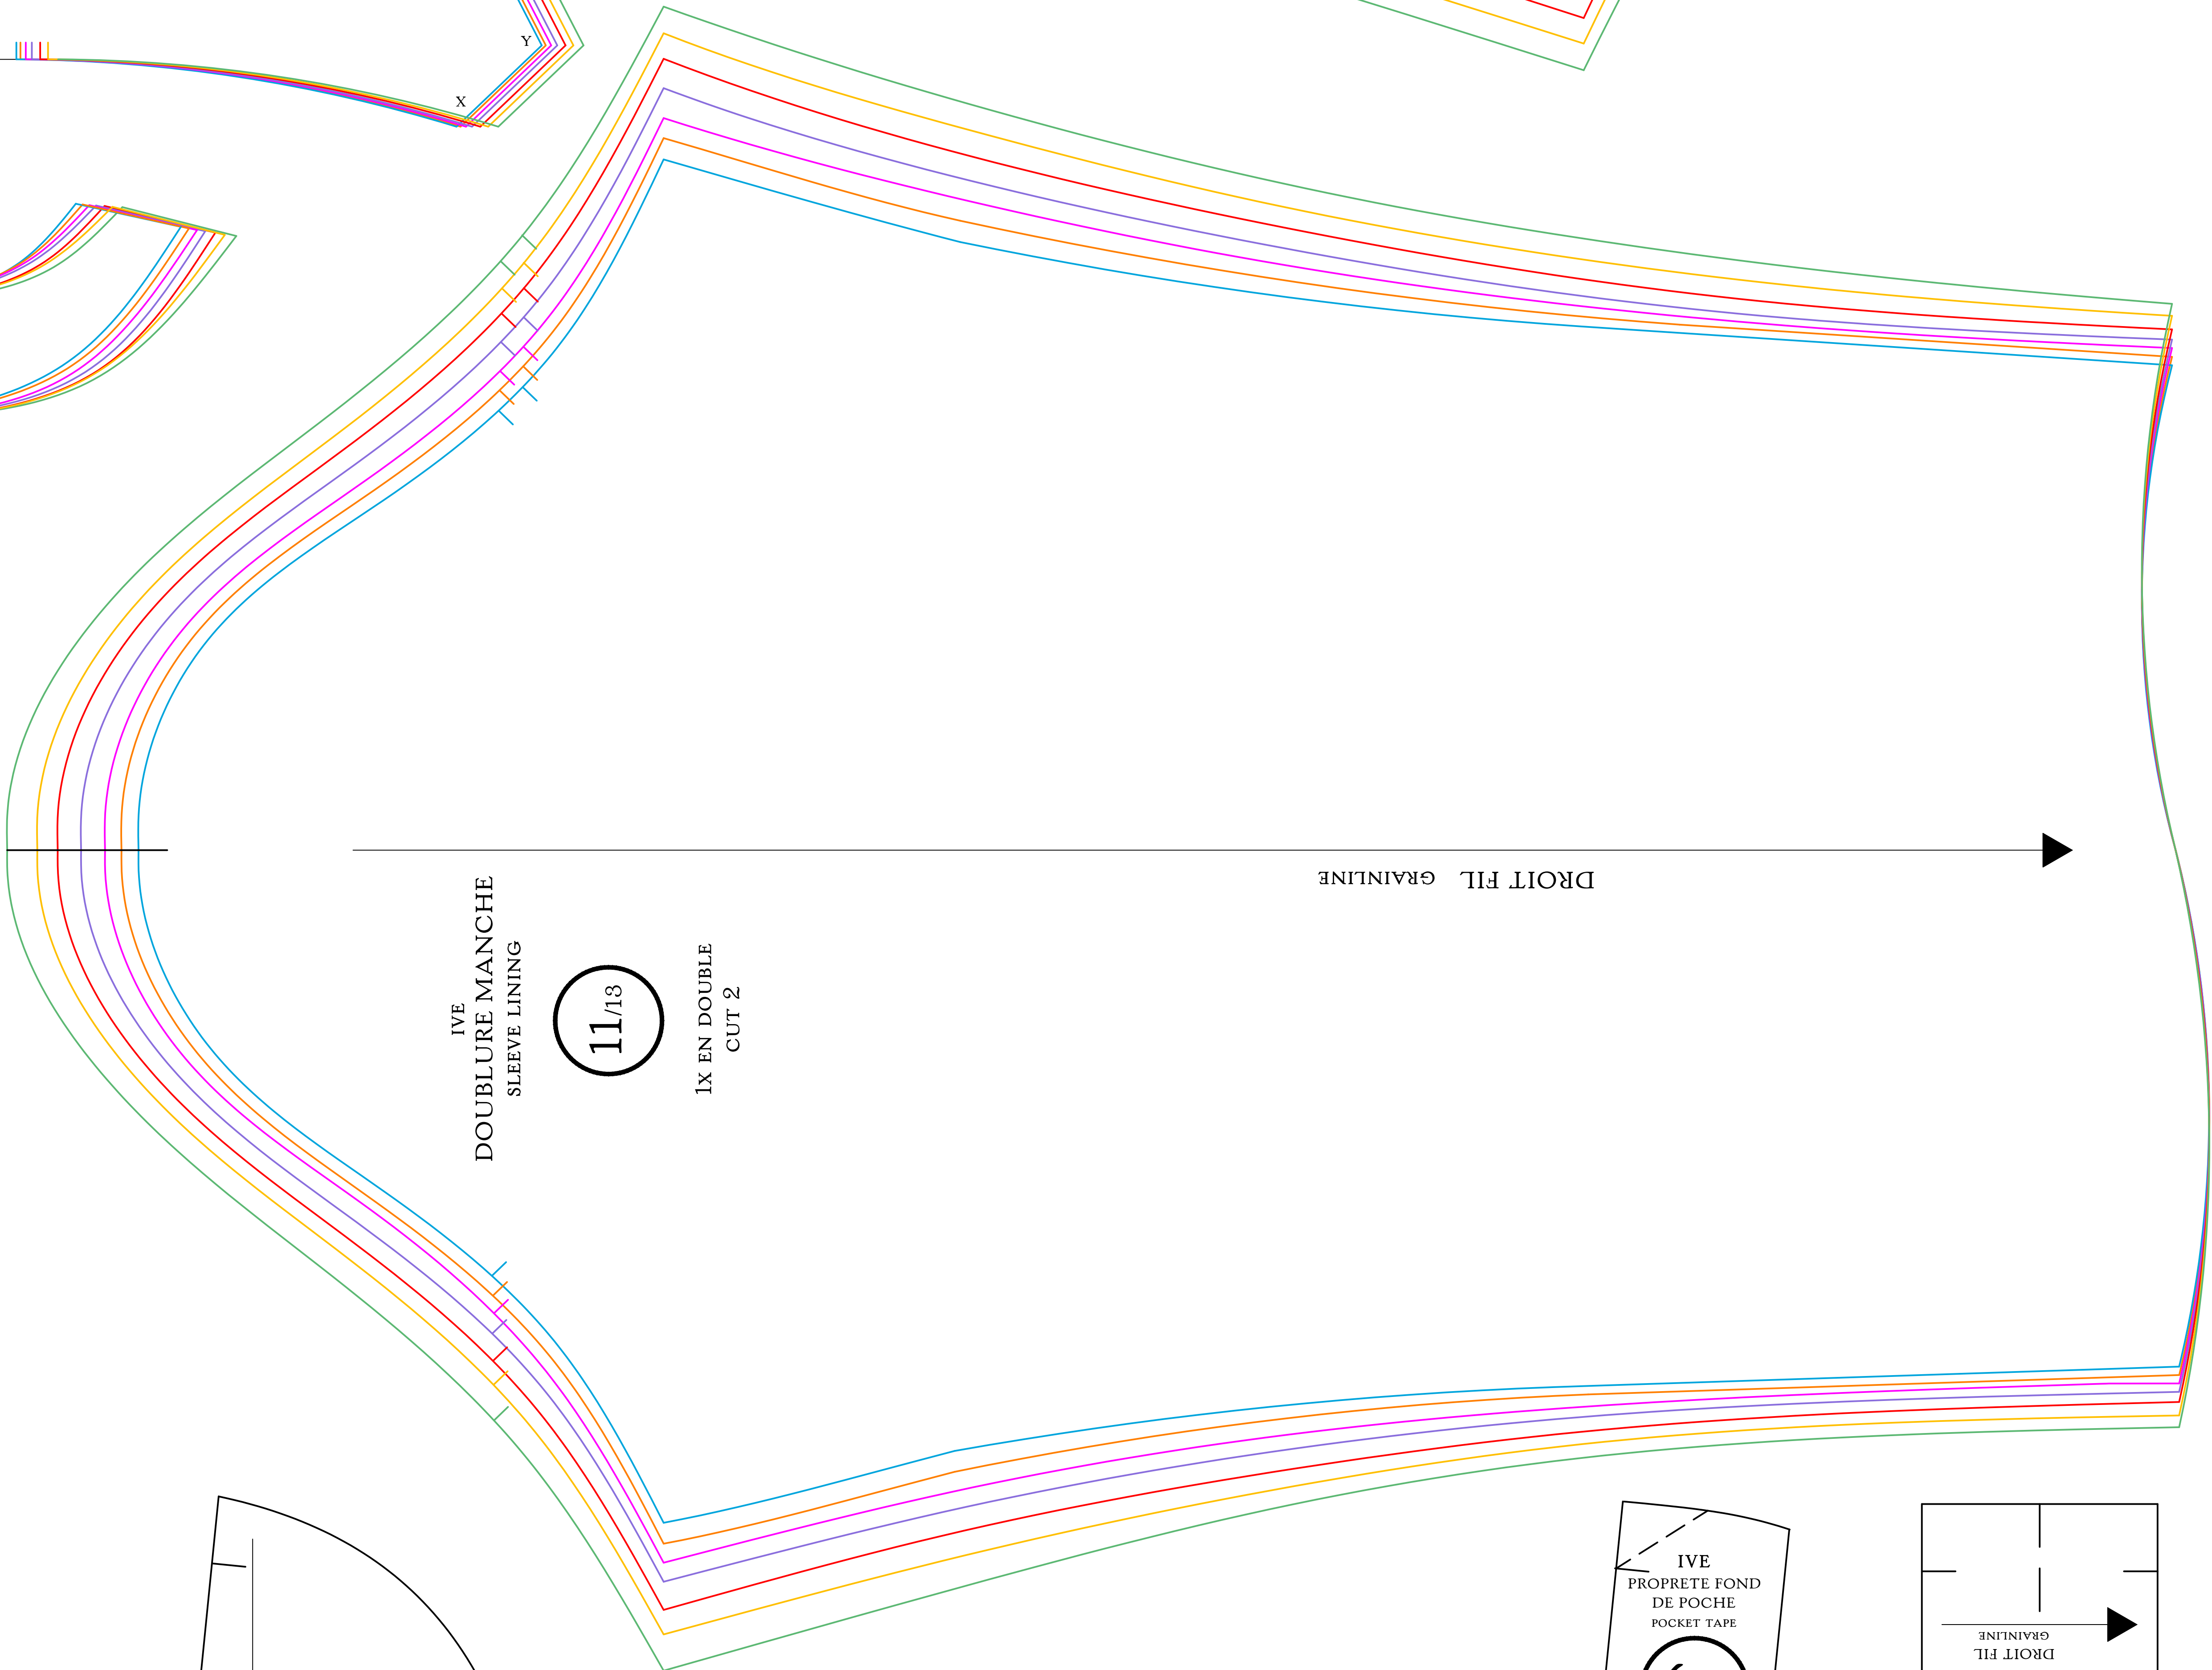 Y
X
DROIT FIL GRAINLINE
IVE
DOUBLURE MANCHE
SLEEVE LINING
11/13
1X EN DOUBLE
CUT 2
IVE
PROPRETE FOND
DE POCHE
POCKET TAPE
DROIT FIL
GRAINLINE